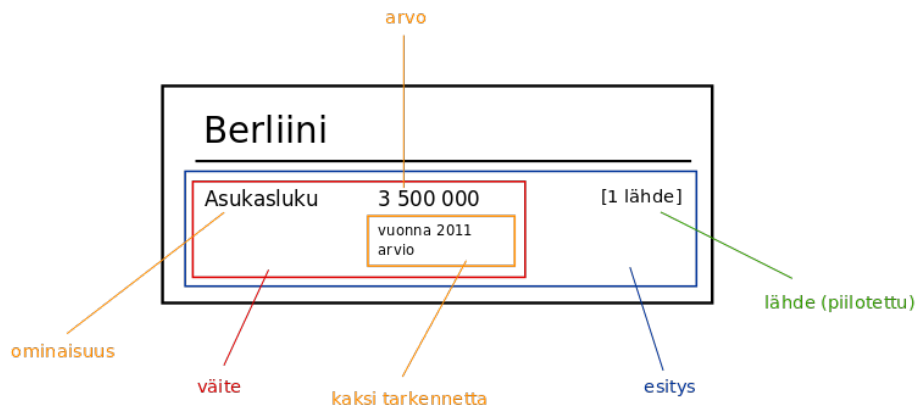 arvo
Berliini
Asukasluku 3 500 000 [1 lähde]
vuonna 2011
arvio
lähde (piilotettu)
ominaisuus
väite
kaksi tarkennetta
esitys